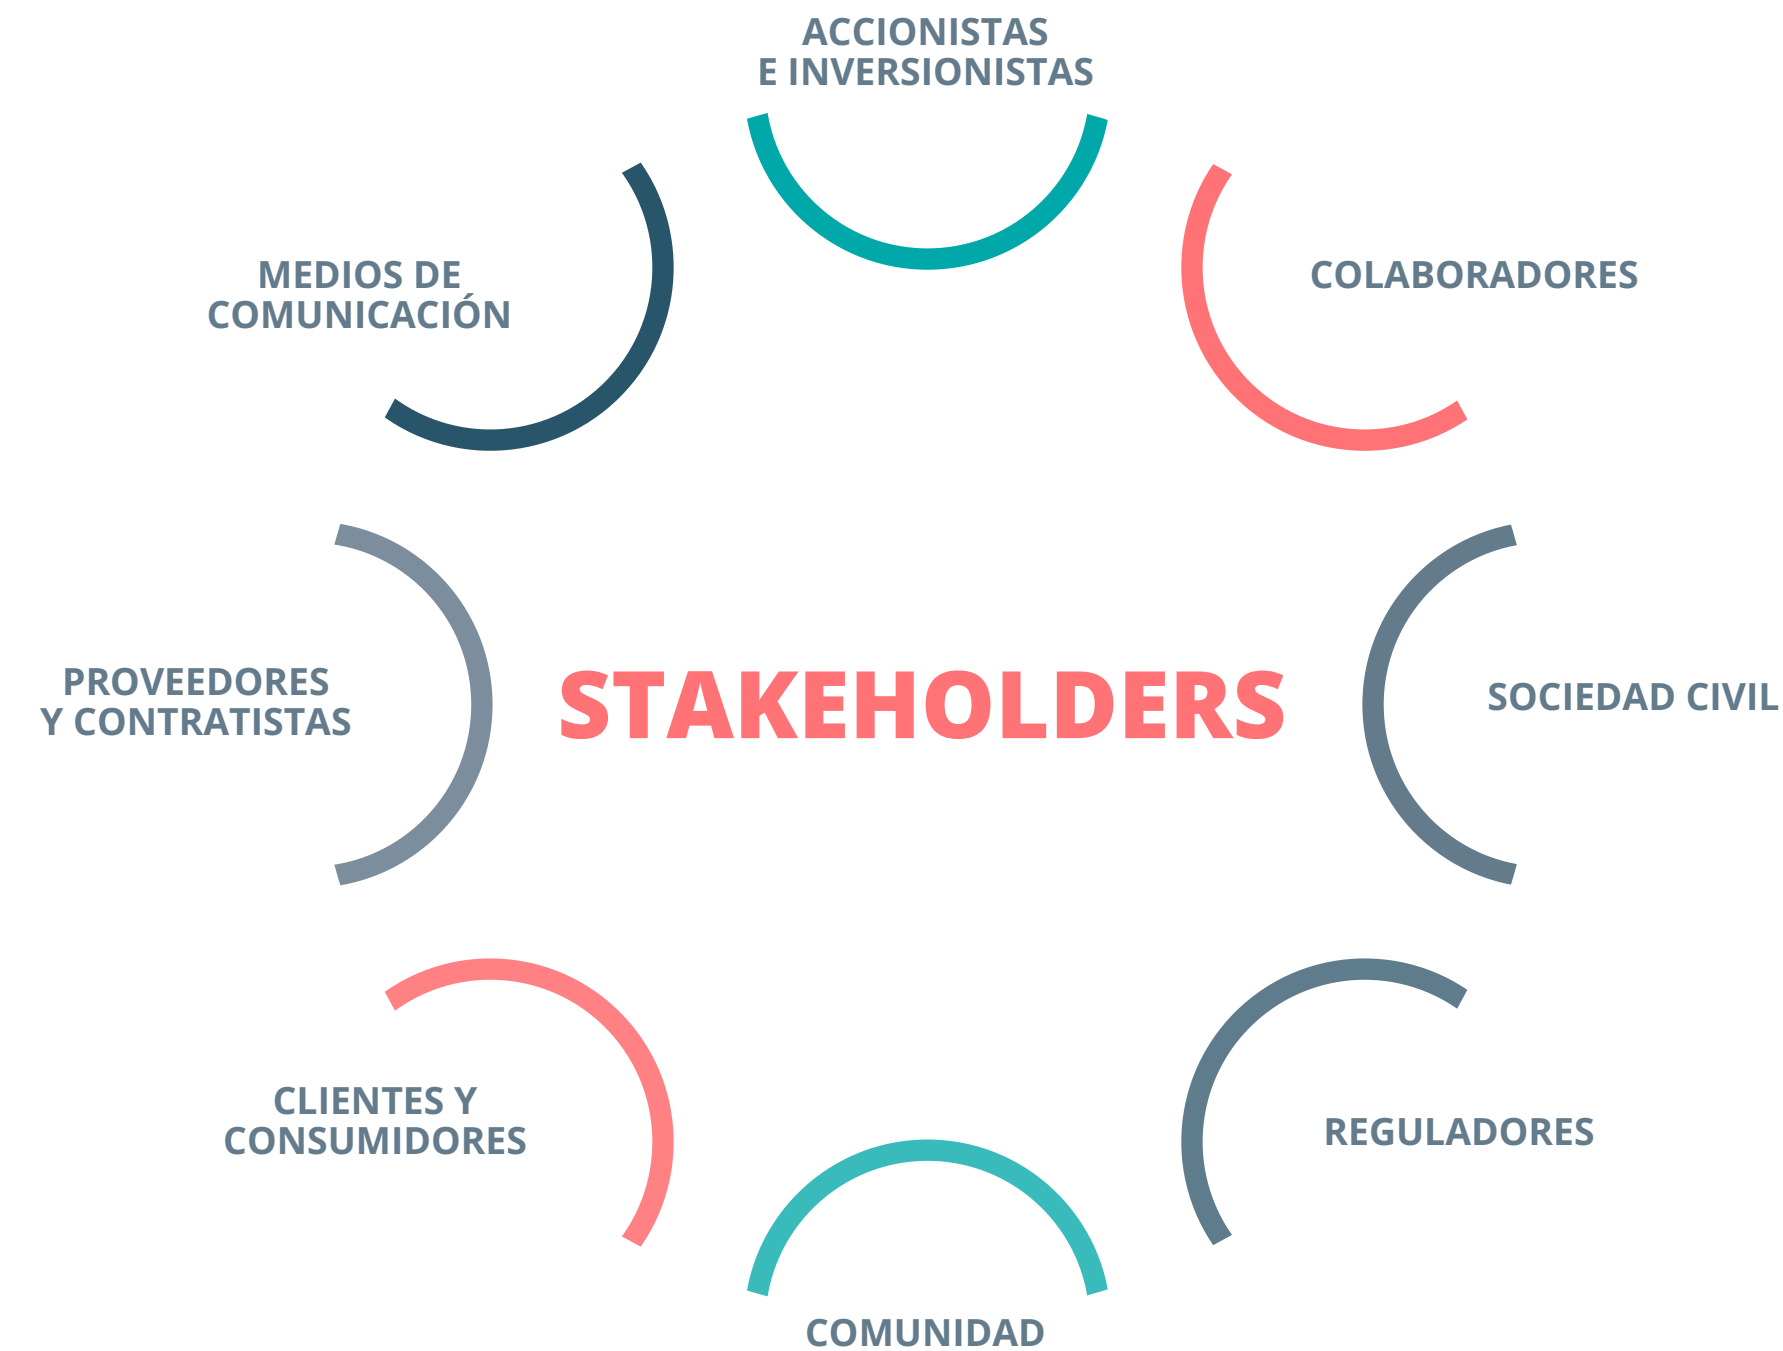 ACCIONISTAS
E INVERSIONISTAS
MEDIOS DE
COMUNICACIÓN
COLABORADORES
PROVEEDORES
Y CONTRATISTAS
STAKEHOLDERS
SOCIEDAD CIVIL
CLIENTES Y
CONSUMIDORES
REGULADORES
COMUNIDAD